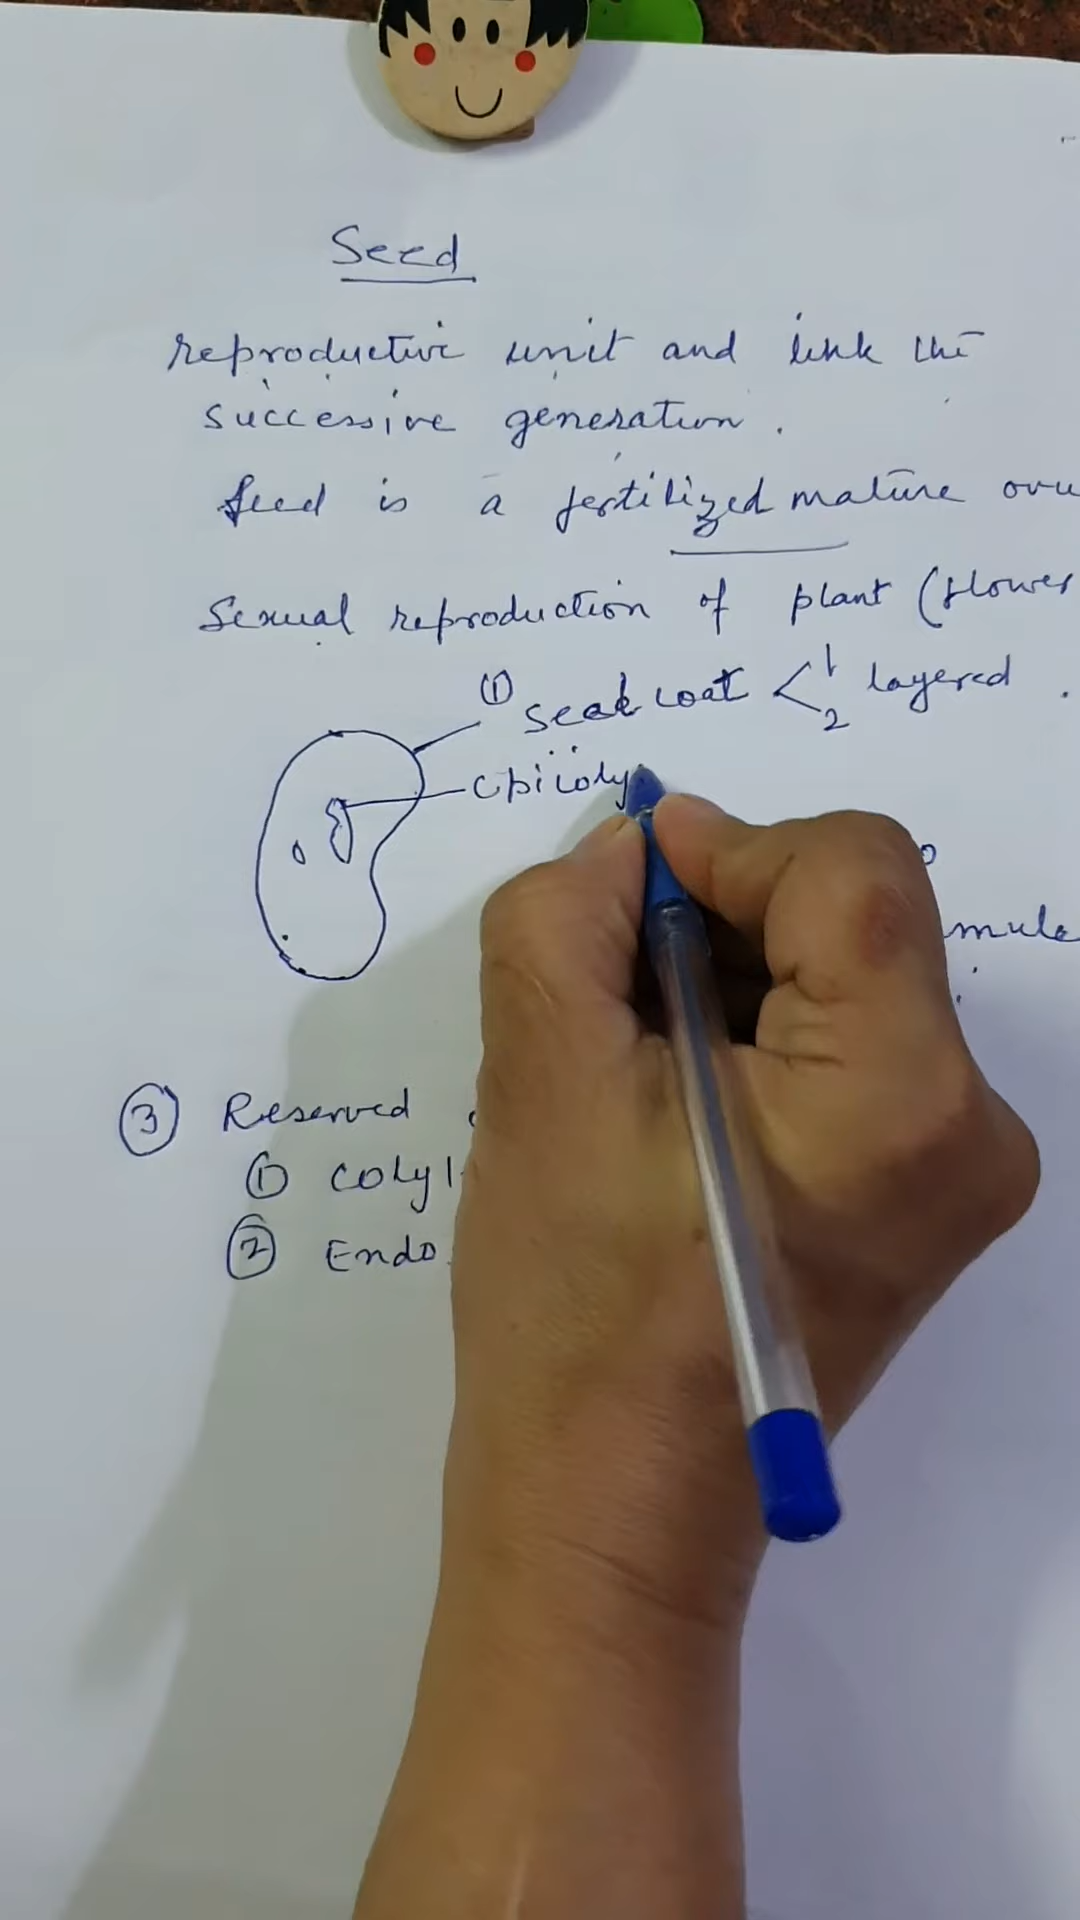 Seed
reproductive unit and link the
successive generation.
Seed is a fertilized mature ovu
Sexual reproduction of plant (flower
① Seed coat < 1 2 layered.
Epicoty
mule
③ Reserved
① Cotyl
② Endo